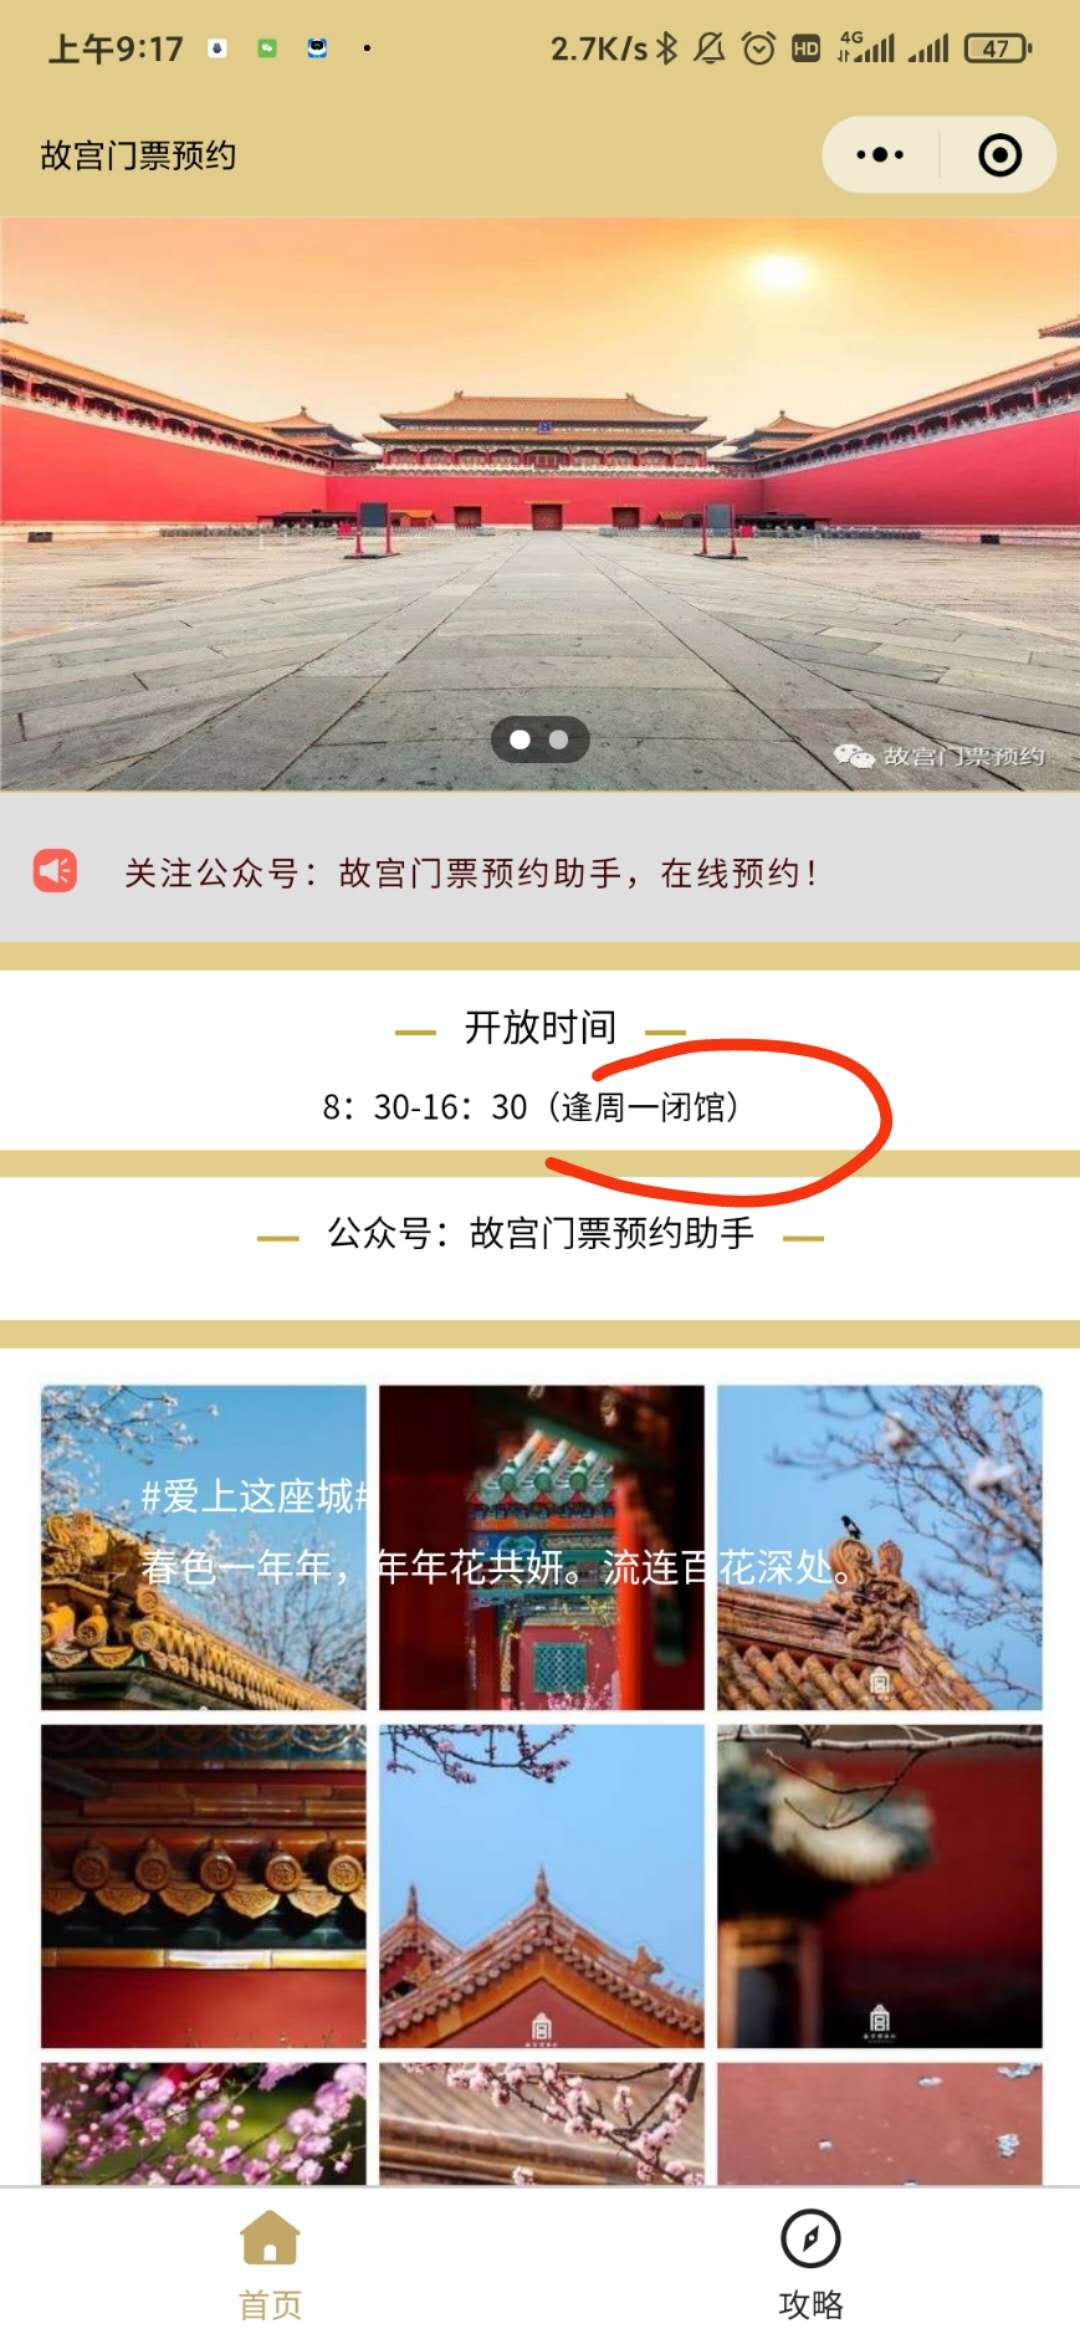 上午9:17
2.7K/s HD 4G 47
故宫门票预约
故宫门票预约
关注公众号：故宫门票预约助手，在线预约！
开放时间
8：30-16：30（逢周一闭馆）
公众号：故宫门票预约助手
#爱上这座城#
春色一年年，年年花共妍。流连百花深处。
首页
攻略